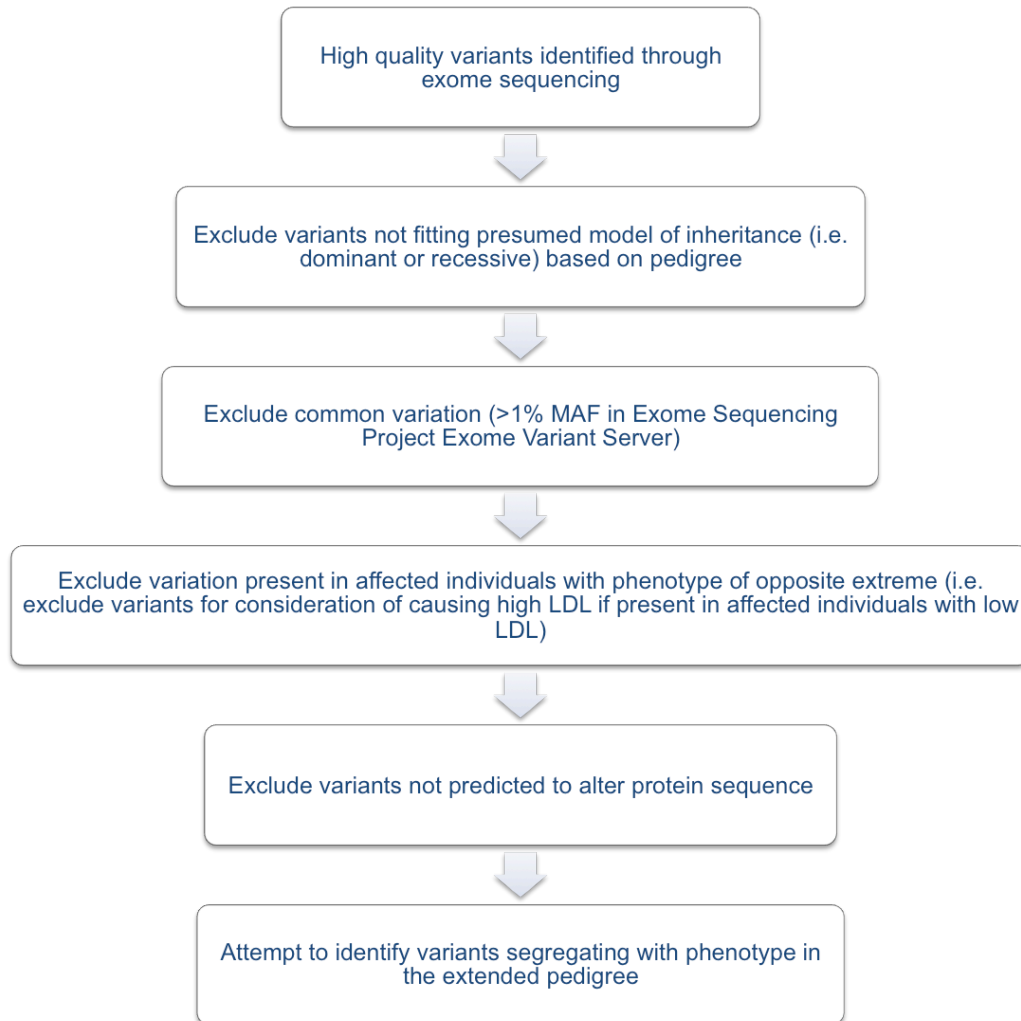 High quality variants identified through
exome sequencing
Exclude variants not fitting presumed model of inheritance (i.e.
dominant or recessive) based on pedigree
Exclude common variation (>1% MAF in Exome Sequencing
Project Exome Variant Server)
Exclude variation present in affected individuals with phenotype of opposite extreme (i.e.
exclude variants for consideration of causing high LDL if present in affected individuals with low
LDL)
Exclude variants not predicted to alter protein sequence
Attempt to identify variants segregating with phenotype in
the extended pedigree